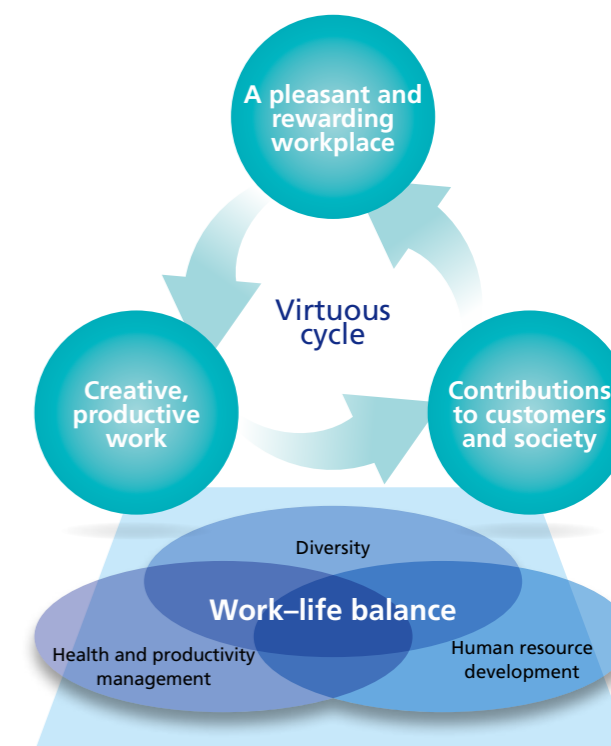 A pleasant and
rewarding
workplace
Virtuous
cycle
Creative,
productive
work
Contributions
to customers
and society
Diversity
Work–life balance
Health and productivity
management
Human resource
development